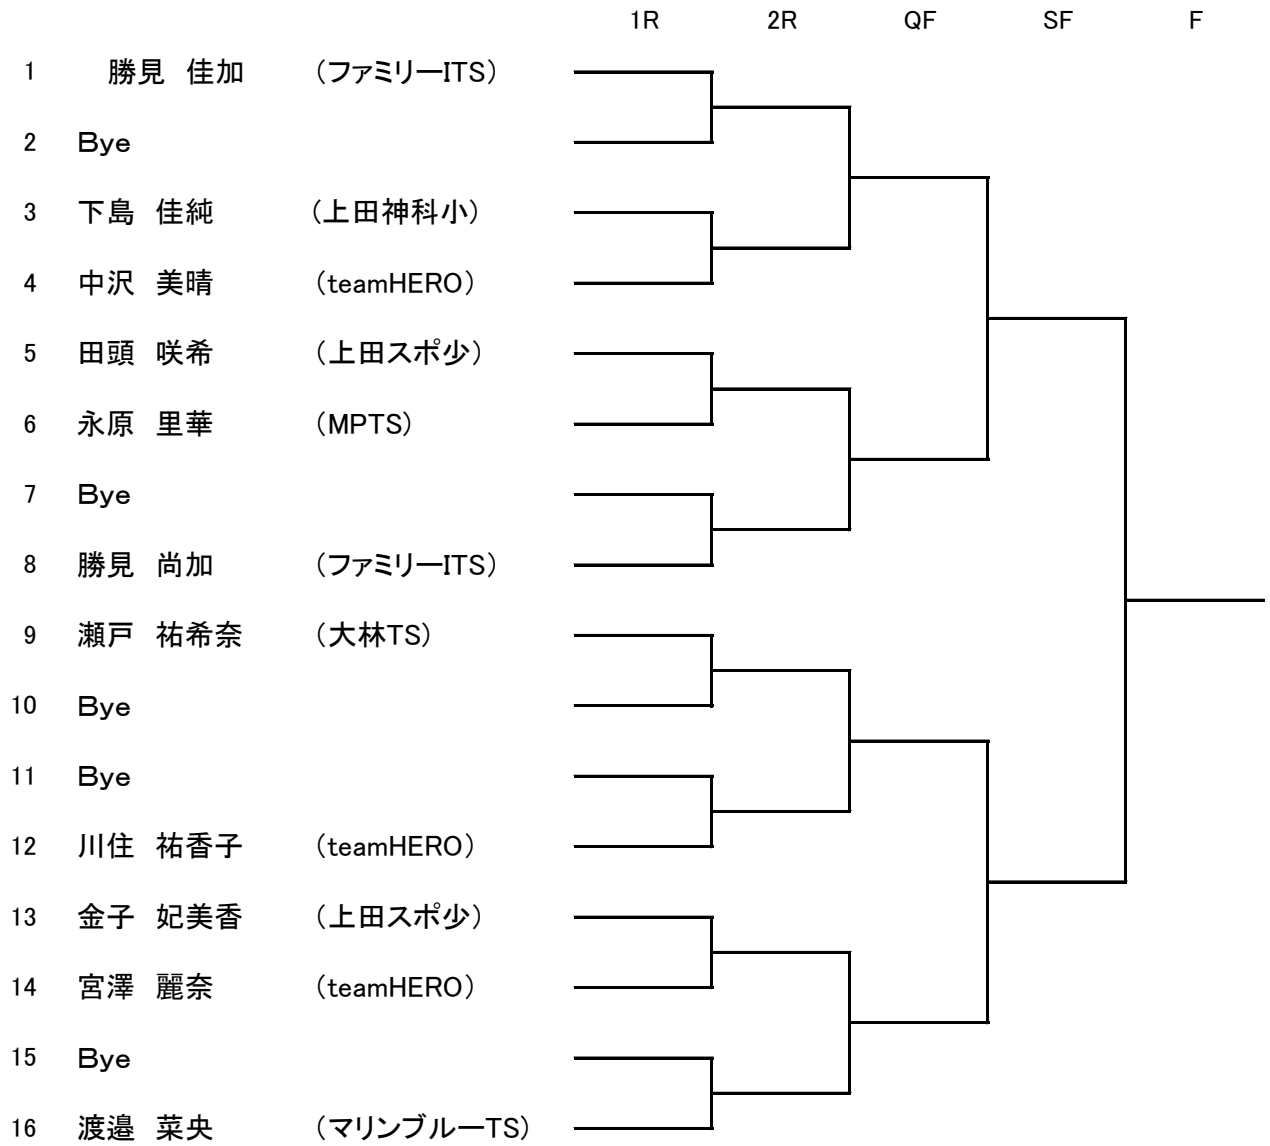 1R 2R QF SF F
1 勝見 佳加 (ファミリーITS)
2 Bye
3 下島 佳純 (上田神科小)
4 中沢 美晴 (teamHERO)
5 田頭 咲希 (上田スポ少)
6 永原 里華 (MPTS)
7 Bye
8 勝見 尚加 (ファミリーITS)
9 瀬戸 祐希奈 (大林TS)
10 Bye
11 Bye
12 川住 祐香子 (teamHERO)
13 金子 妃美香 (上田スポ少)
14 宮澤 麗奈 (teamHERO)
15 Bye
16 渡邉 菜央 (マリンブルーTS)